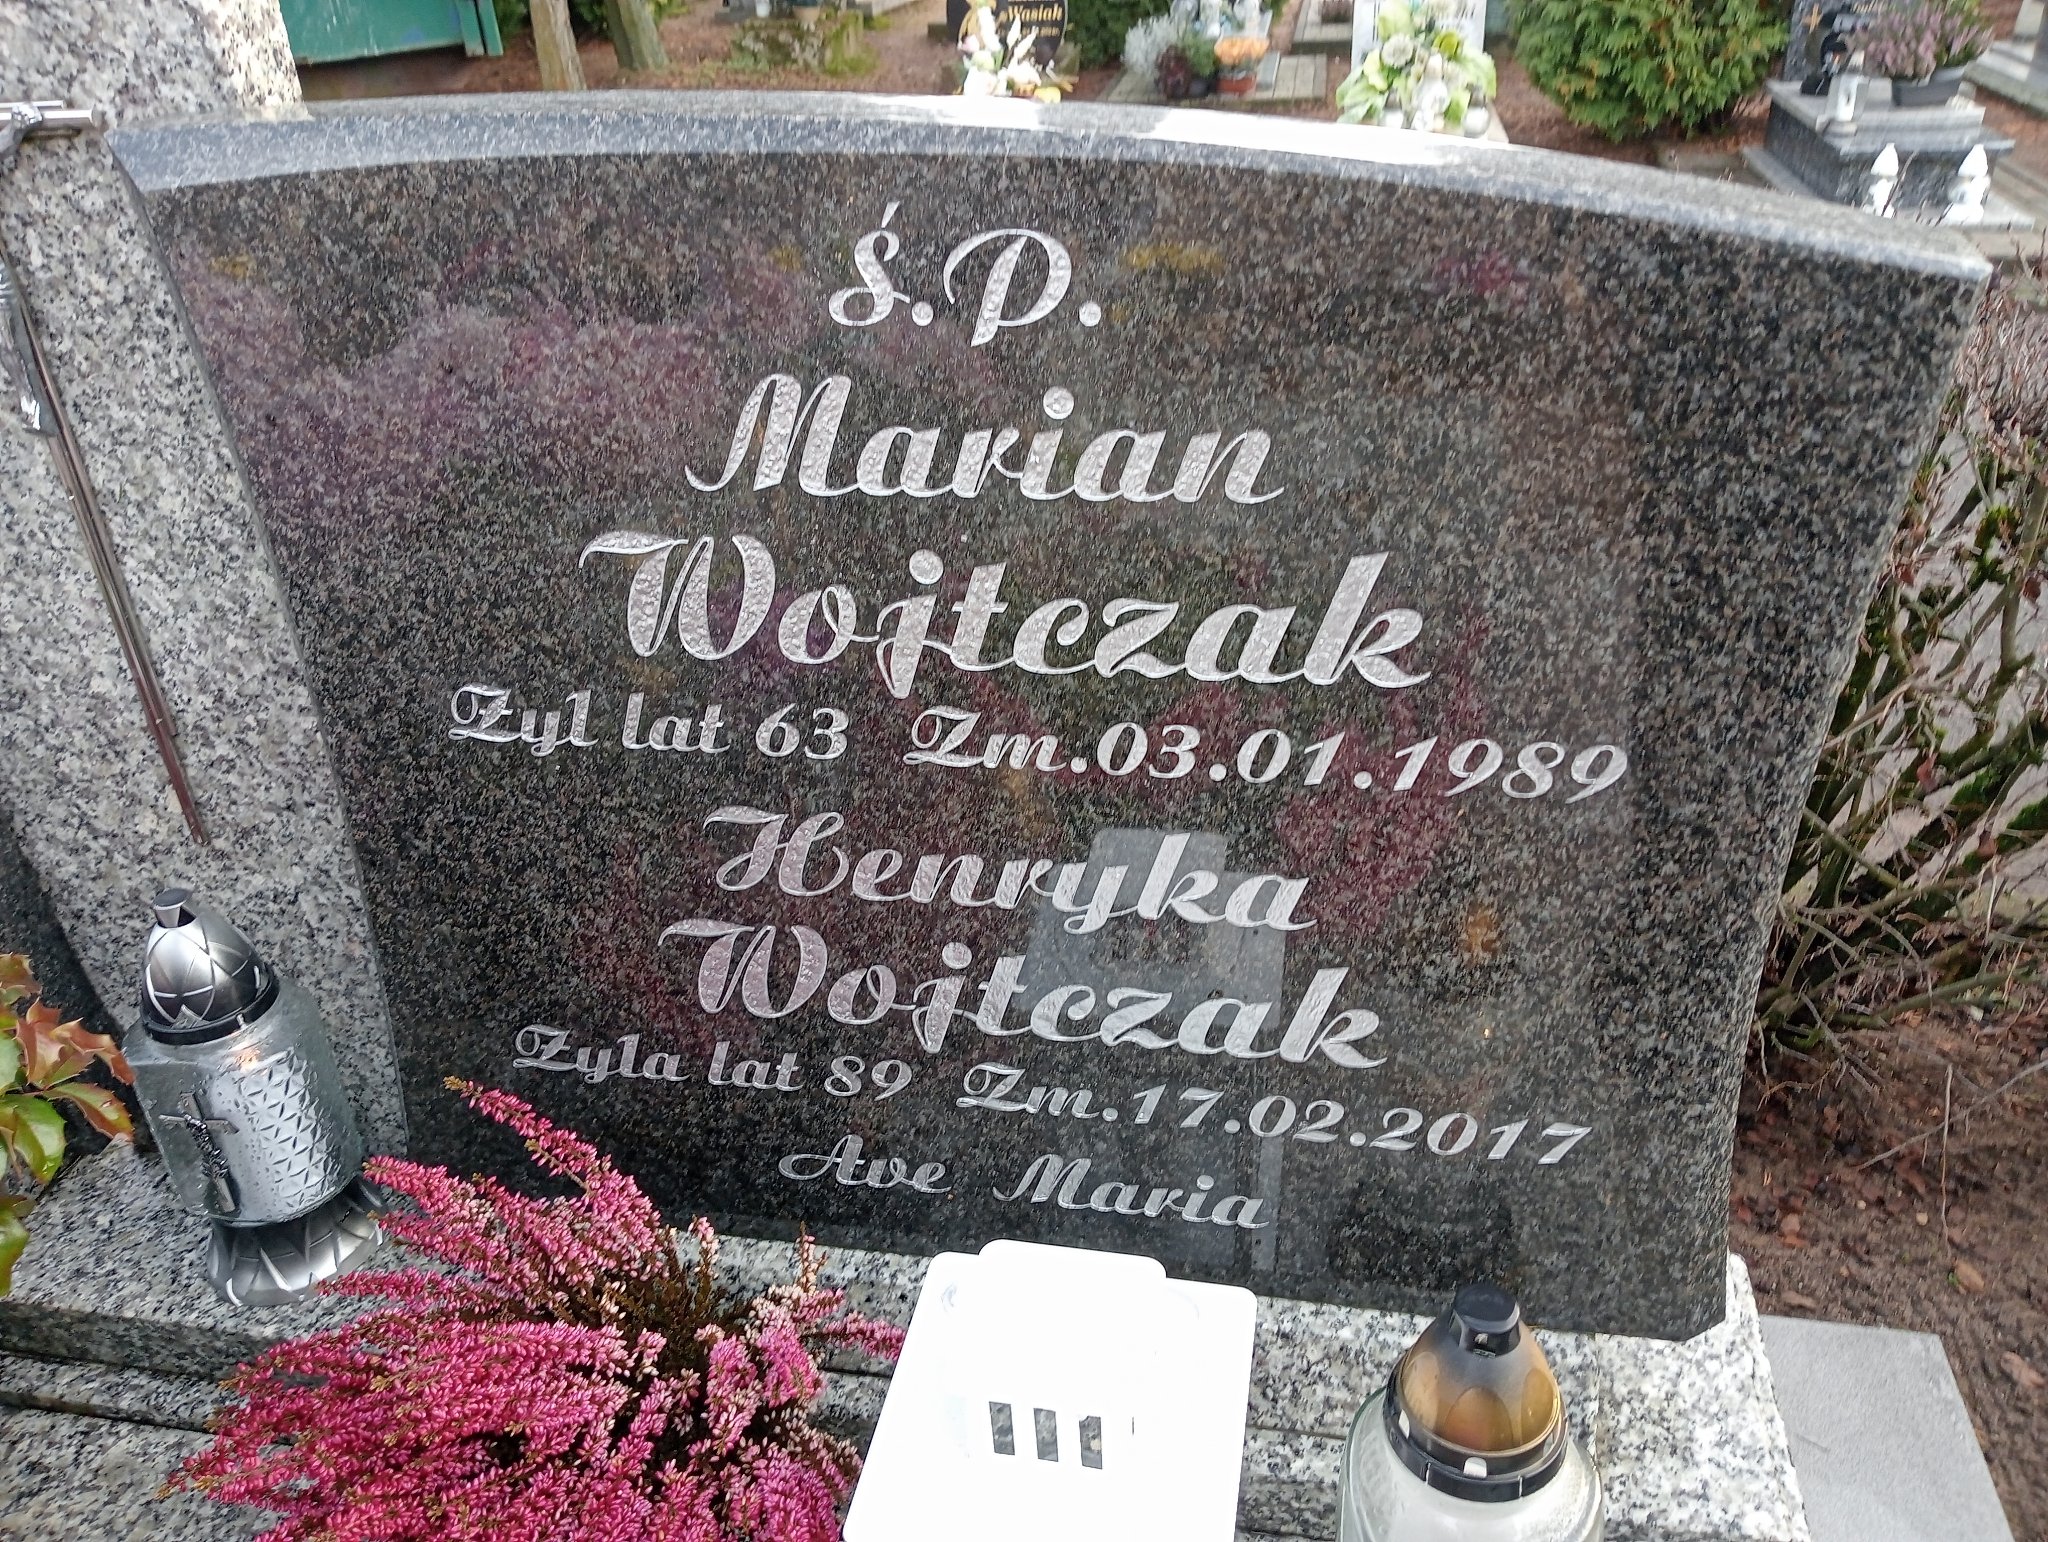 Wasiak
Ś.P.
Marian
Wojtczak
Żył lat 63 Zm.03.01.1989
Henryka
Wojtczak
Żyła lat 89 Zm.17.02.2017
Ave Maria